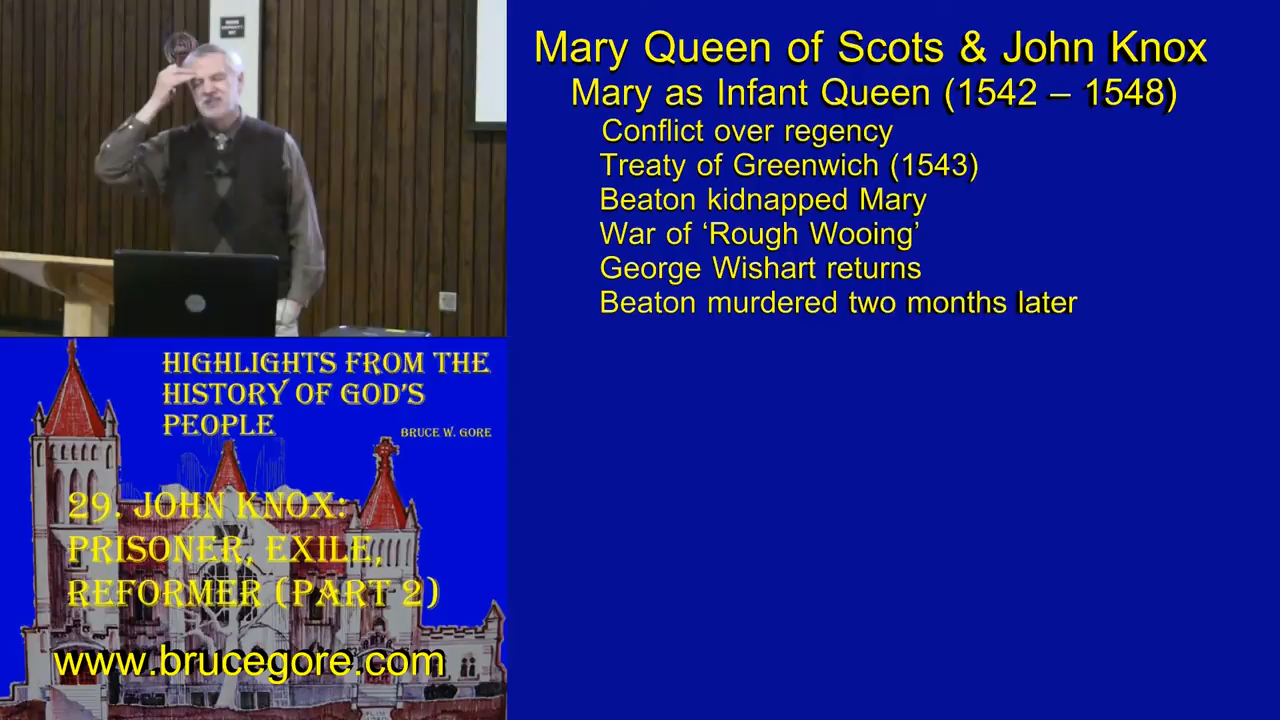 Mary Queen of Scots & John Knox
Mary as Infant Queen (1542 – 1548)
Conflict over regency
Treaty of Greenwich (1543)
Beaton kidnapped Mary
War of ‘Rough Wooing’
George Wishart returns
Beaton murdered two months later
HIGHLIGHTS FROM THE
HISTORY OF GOD'S
PEOPLE
BRUCE W. GORE
29. JOHN KNOX:
PRISONER, EXILE,
REFORMER (PART 2)
www.brucegore.com